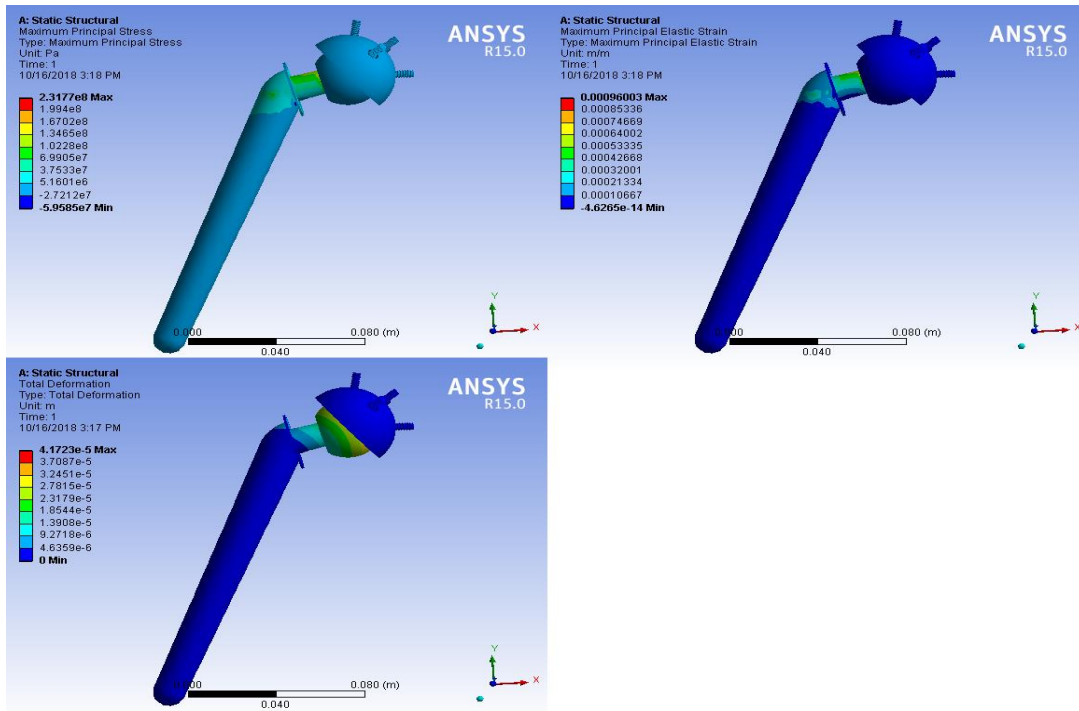 A: Static Structural
Maximum Principal Stress
Type: Maximum Principal Stress
Unit: Pa
Time: 1
10/16/2018 3:18 PM
2.3177e8 Max
1.994e8
1.6702e8
1.3465e8
1.0228e8
6.9905e7
3.7533e7
5.1601e6
-2.7212e7
-5.9585e7 Min
ANSYS
R15.0
0.000
0.080 (m)
0.040
Y
X
A: Static Structural
Maximum Principal Elastic Strain
Type: Maximum Principal Elastic Strain
Unit: m/m
Time: 1
10/16/2018 3:18 PM
0.00096003 Max
0.00085336
0.00074669
0.00064002
0.00053335
0.00042668
0.00032001
0.00021334
0.00010667
-4.6265e-14 Min
ANSYS
R15.0
0.000
0.080 (m)
0.040
Y
X
A: Static Structural
Total Deformation
Type: Total Deformation
Unit: m
Time: 1
10/16/2018 3:17 PM
4.1723e-5 Max
3.7087e-5
3.2451e-5
2.7815e-5
2.3179e-5
1.8544e-5
1.3908e-5
9.2718e-6
4.6359e-6
0 Min
ANSYS
R15.0
0.000
0.080 (m)
0.040
Y
X